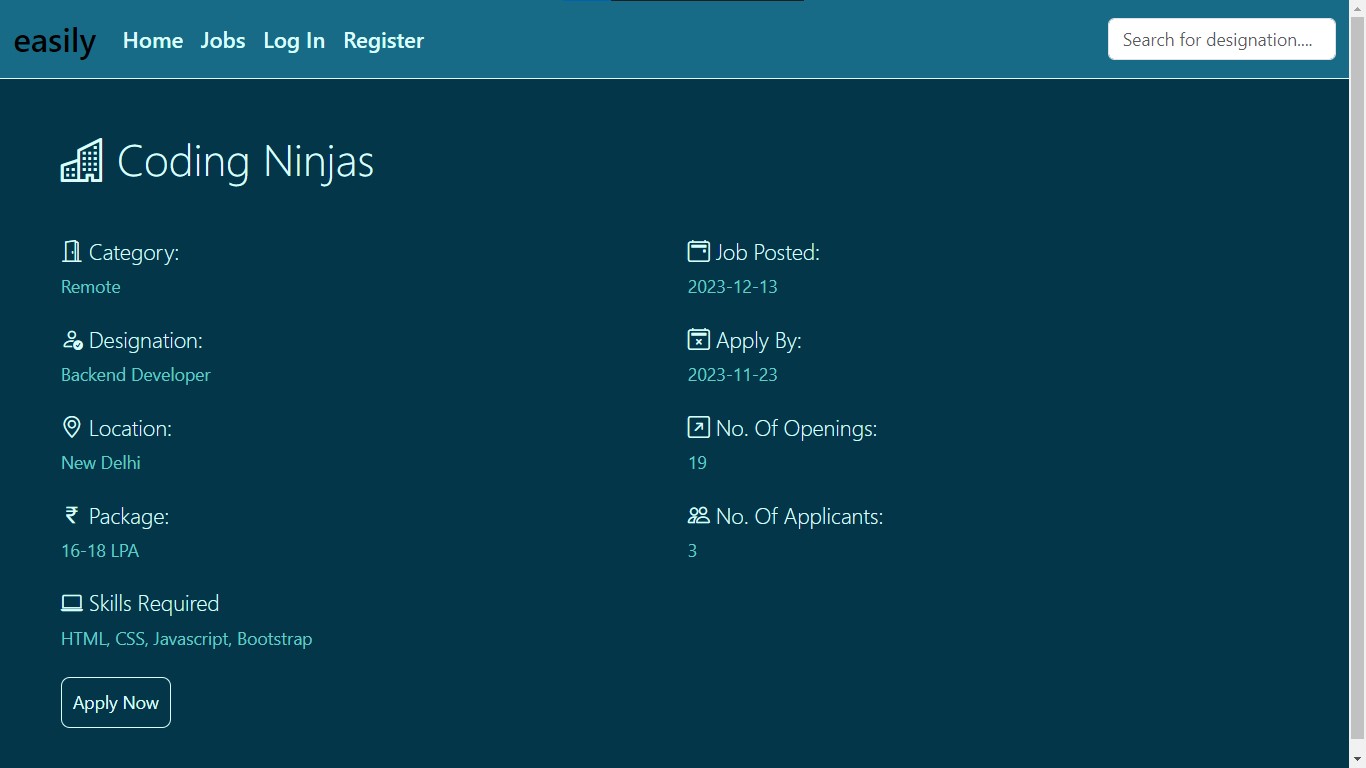 easily Home Jobs Log In Register Search for designation....
Coding Ninjas
Category:
Remote
Designation:
Backend Developer
Location:
New Delhi
₹ Package:
16-18 LPA
Skills Required
HTML, CSS, Javascript, Bootstrap
Apply Now
Job Posted:
2023-12-13
Apply By:
2023-11-23
No. Of Openings:
19
No. Of Applicants:
3